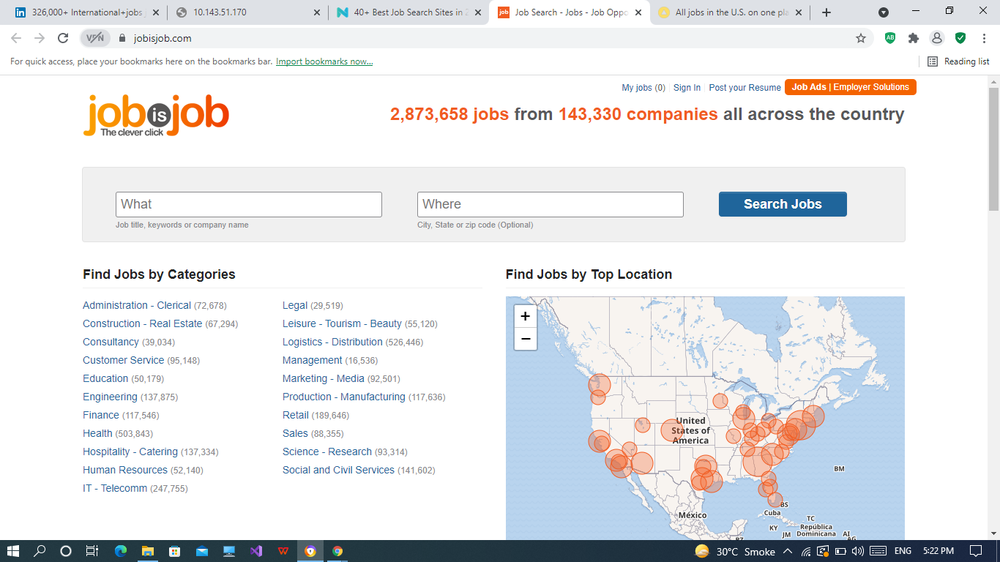 326,000+ International+jobs j
10.143.51.170
40+ Best Job Search Sites in 2
job
Job Search - Jobs - Job Oppo
All jobs in the U.S. on one pla
VPN
jobisjob.com
AB
For quick access, place your bookmarks here on the bookmarks bar. Import bookmarks now...
Reading list
My jobs (0) Sign In Post your Resume Job Ads | Employer Solutions
job is job
The clever click
2,873,658 jobs from 143,330 companies all across the country
What
Where
Search Jobs
Job title, keywords or company name
City, State or zip code (Optional)
Find Jobs by Categories
Administration - Clerical (72,678)
Construction - Real Estate (67,294)
Consultancy (39,034)
Customer Service (95,148)
Education (50,179)
Engineering (137,875)
Finance (117,546)
Health (503,843)
Hospitality - Catering (137,334)
Human Resources (52,140)
IT - Telecomm (247,755)
Legal (29,519)
Leisure - Tourism - Beauty (55,120)
Logistics - Distribution (526,446)
Management (16,536)
Marketing - Media (92,501)
Production - Manufacturing (117,636)
Retail (189,646)
Sales (88,355)
Science - Research (93,314)
Social and Civil Services (141,602)
Find Jobs by Top Location
+
−
United
States of
America
BM
México
BS
Cuba
TC
KY
República
Dominicana
JM
AI
AG
BZ
30°C Smoke
ENG
5:22 PM